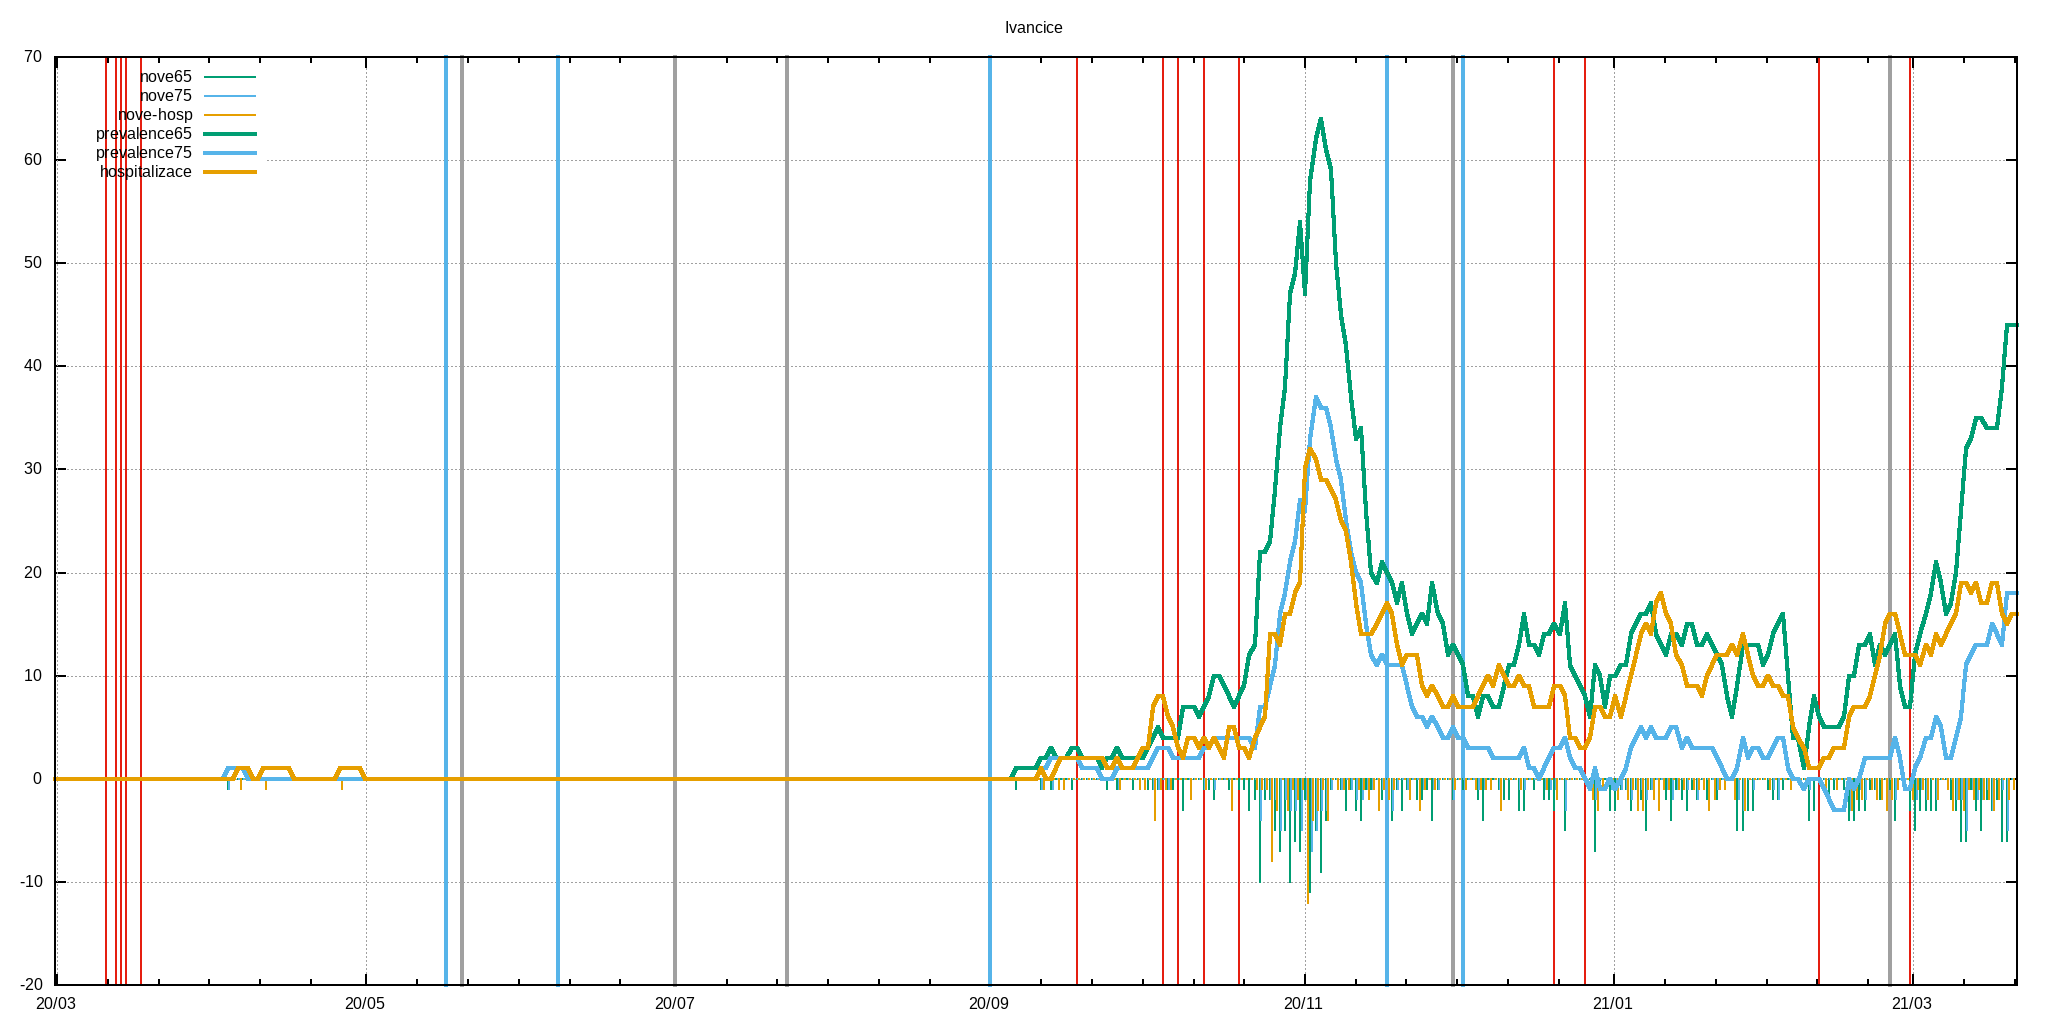 Ivancice
70
60
50
40
30
20
10
0
-10
-20
nove65
nove75
nove-hosp
prevalence65
prevalence75
hospitalizace
20/03 20/05 20/07 20/09 20/11 21/01 21/03